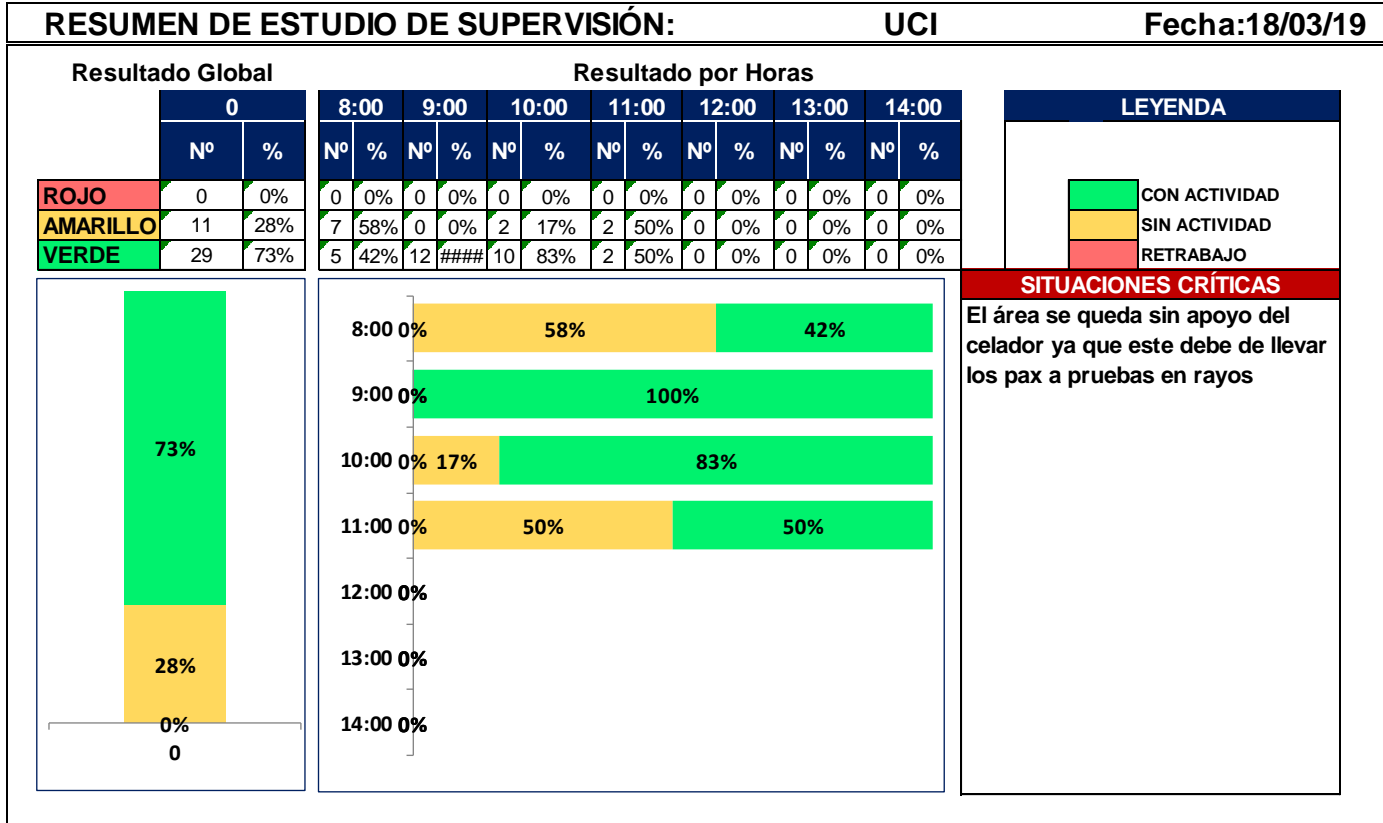 RESUMEN DE ESTUDIO DE SUPERVISIÓN: UCI Fecha:18/03/19
Resultado Global Resultado por Horas
0 8:00 9:00 10:00 11:00 12:00 13:00 14:00 LEYENDA
Nº % Nº % Nº % Nº % Nº % Nº % Nº % Nº %
ROJO 0 0% 0 0% 0 0% 0 0% 0 0% 0 0% 0 0% 0 0% CON ACTIVIDAD
AMARILLO 11 28% 7 58% 0 0% 2 17% 2 50% 0 0% 0 0% 0 0% SIN ACTIVIDAD
VERDE 29 73% 5 42% 12 #### 10 83% 2 50% 0 0% 0 0% 0 0% RETRABAJO
SITUACIONES CRÍTICAS
El área se queda sin apoyo del
celador ya que este debe de llevar
los pax a pruebas en rayos
73%
28%
0%
0
8:00 0% 58% 42%
9:00 0% 100%
10:00 0% 17% 83%
11:00 0% 50% 50%
12:00 0%
13:00 0%
14:00 0%